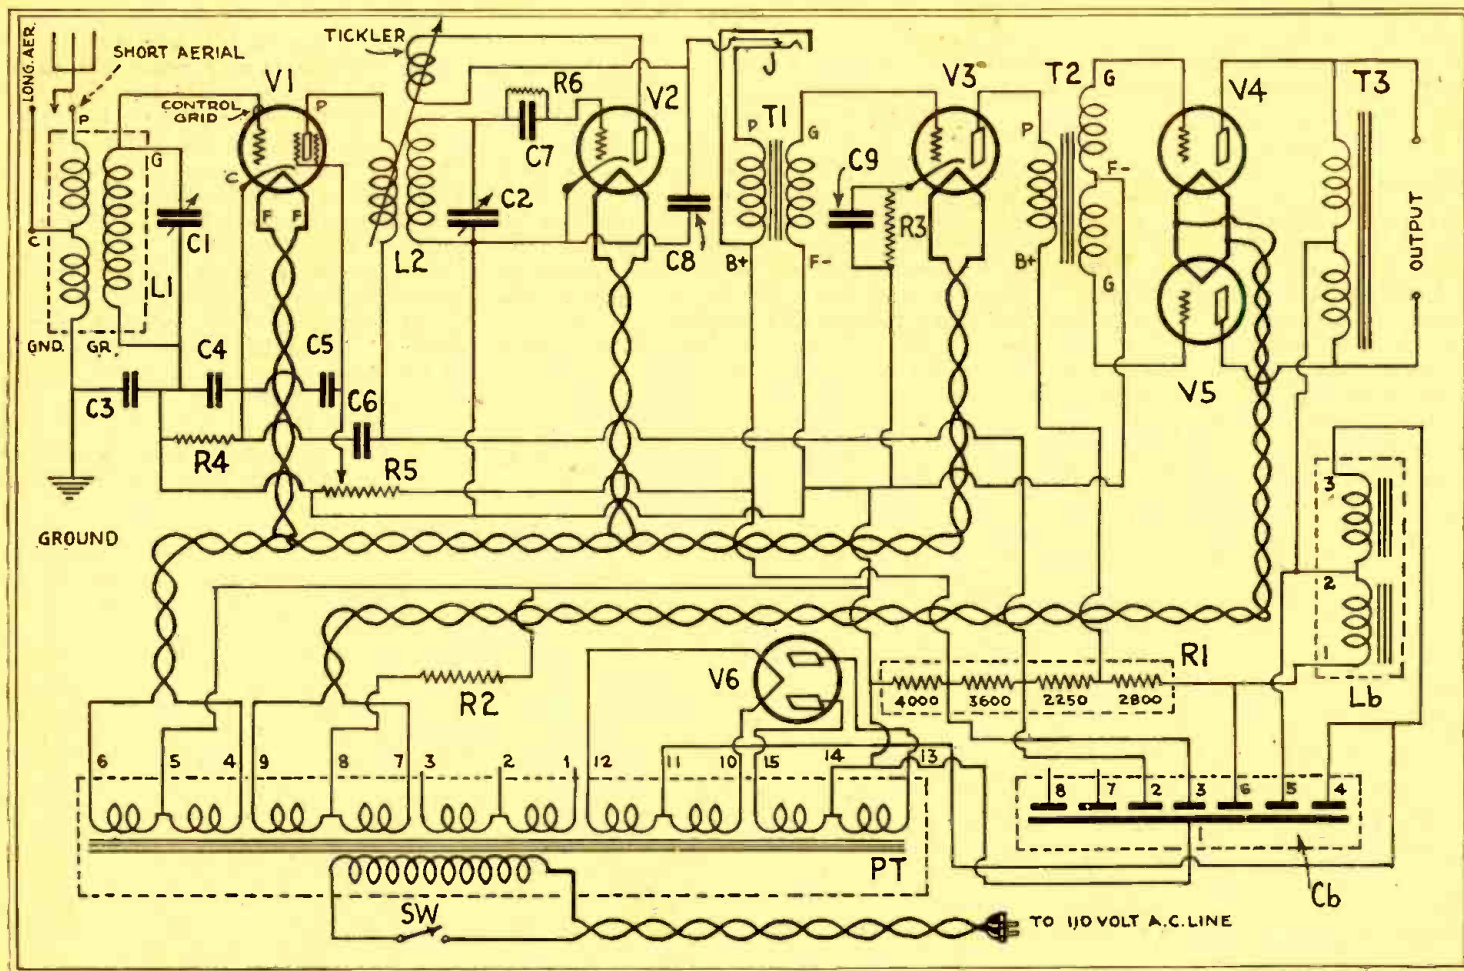 LONG. AER.
SHORT AERIAL
P
GND.
GR.
C
G
L1
C1
CONTROL
GRID
V1
P
C
F F
TICKLER
L2
C2
R6
C7
V2
C8
J
T1
P
G
B+
F-
C9
R3
V3
T2
P
B+
G
F-
G
V4
V5
T3
OUTPUT
C3
C4
C5
C6
R4
R5
GROUND
3
2
1
Lb
R2
V6
R1
4000 3600 2250 2800
6 5 4 9 8 7 3 2 1 12 11 10 15 14 13
8 7 2 3 6 5 4
1
PT
Cb
SW
TO 110 VOLT A.C. LINE